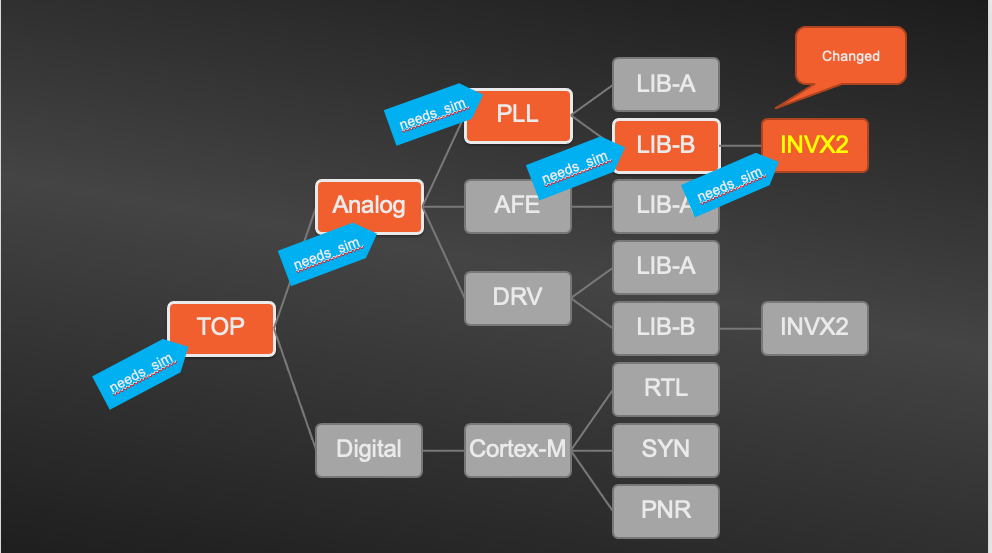 Changed
LIB-A
PLL
needs_sim
LIB-B
INVX2
needs_sim
needs_sim
Analog
AFE
LIB-A
needs_sim
LIB-A
DRV
TOP
LIB-B
INVX2
needs_sim
RTL
Digital
Cortex-M
SYN
PNR